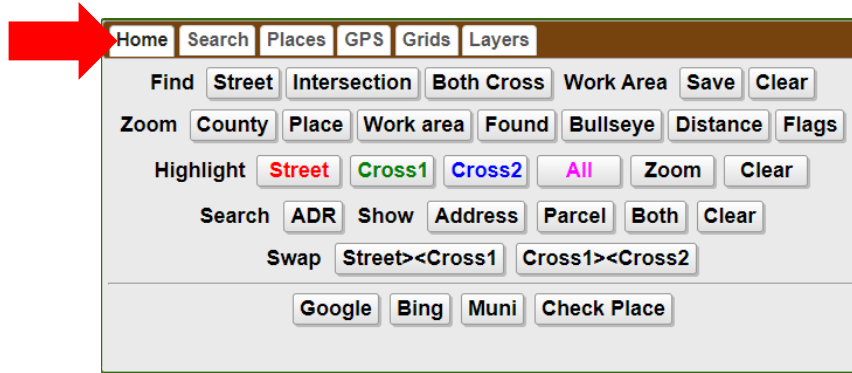 Home Search Places GPS Grids Layers
Find Street Intersection Both Cross Work Area Save Clear
Zoom County Place Work area Found Bullseye Distance Flags
Highlight Street Cross1 Cross2 All Zoom Clear
Search ADR Show Address Parcel Both Clear
Swap Street><Cross1 Cross1><Cross2
Google Bing Muni Check Place